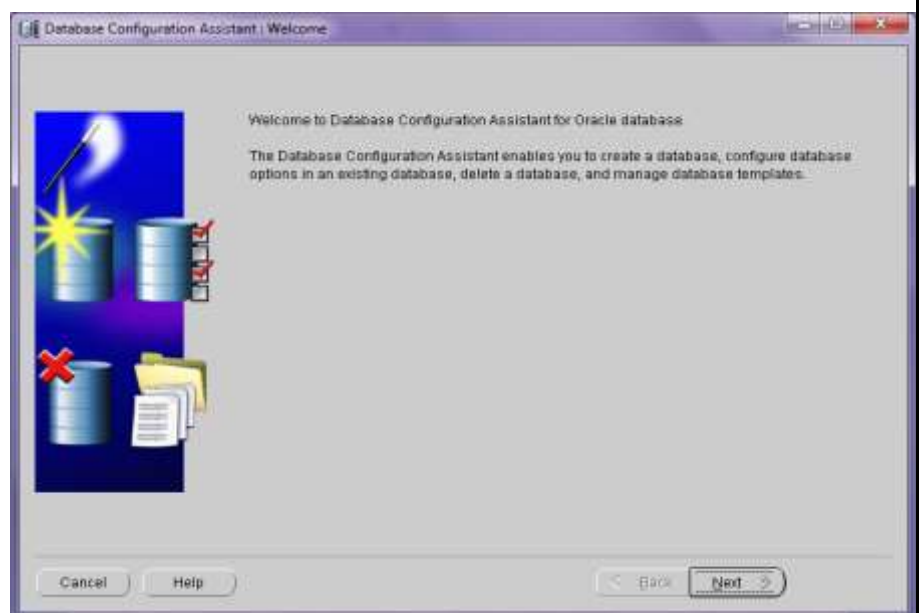 Database Configuration Assistant : Welcome
Welcome to Database Configuration Assistant for Oracle database
The Database Configuration Assistant enables you to create a database, configure database
options in an existing database, delete a database, and manage database templates.
Cancel
Help
Back
Next